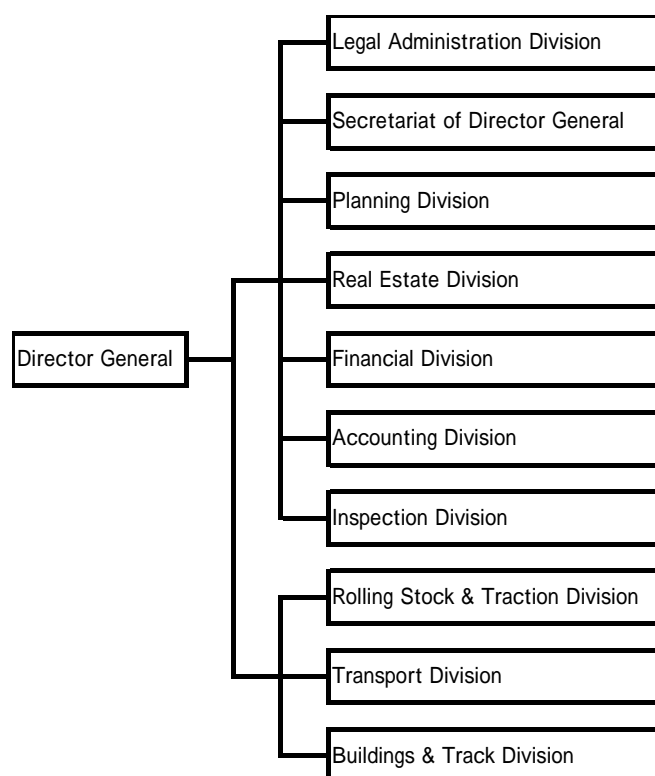 Legal Administration Division
Secretariat of Director General
Planning Division
Real Estate Division
Director General
Financial Division
Accounting Division
Inspection Division
Rolling Stock & Traction Division
Transport Division
Buildings & Track Division